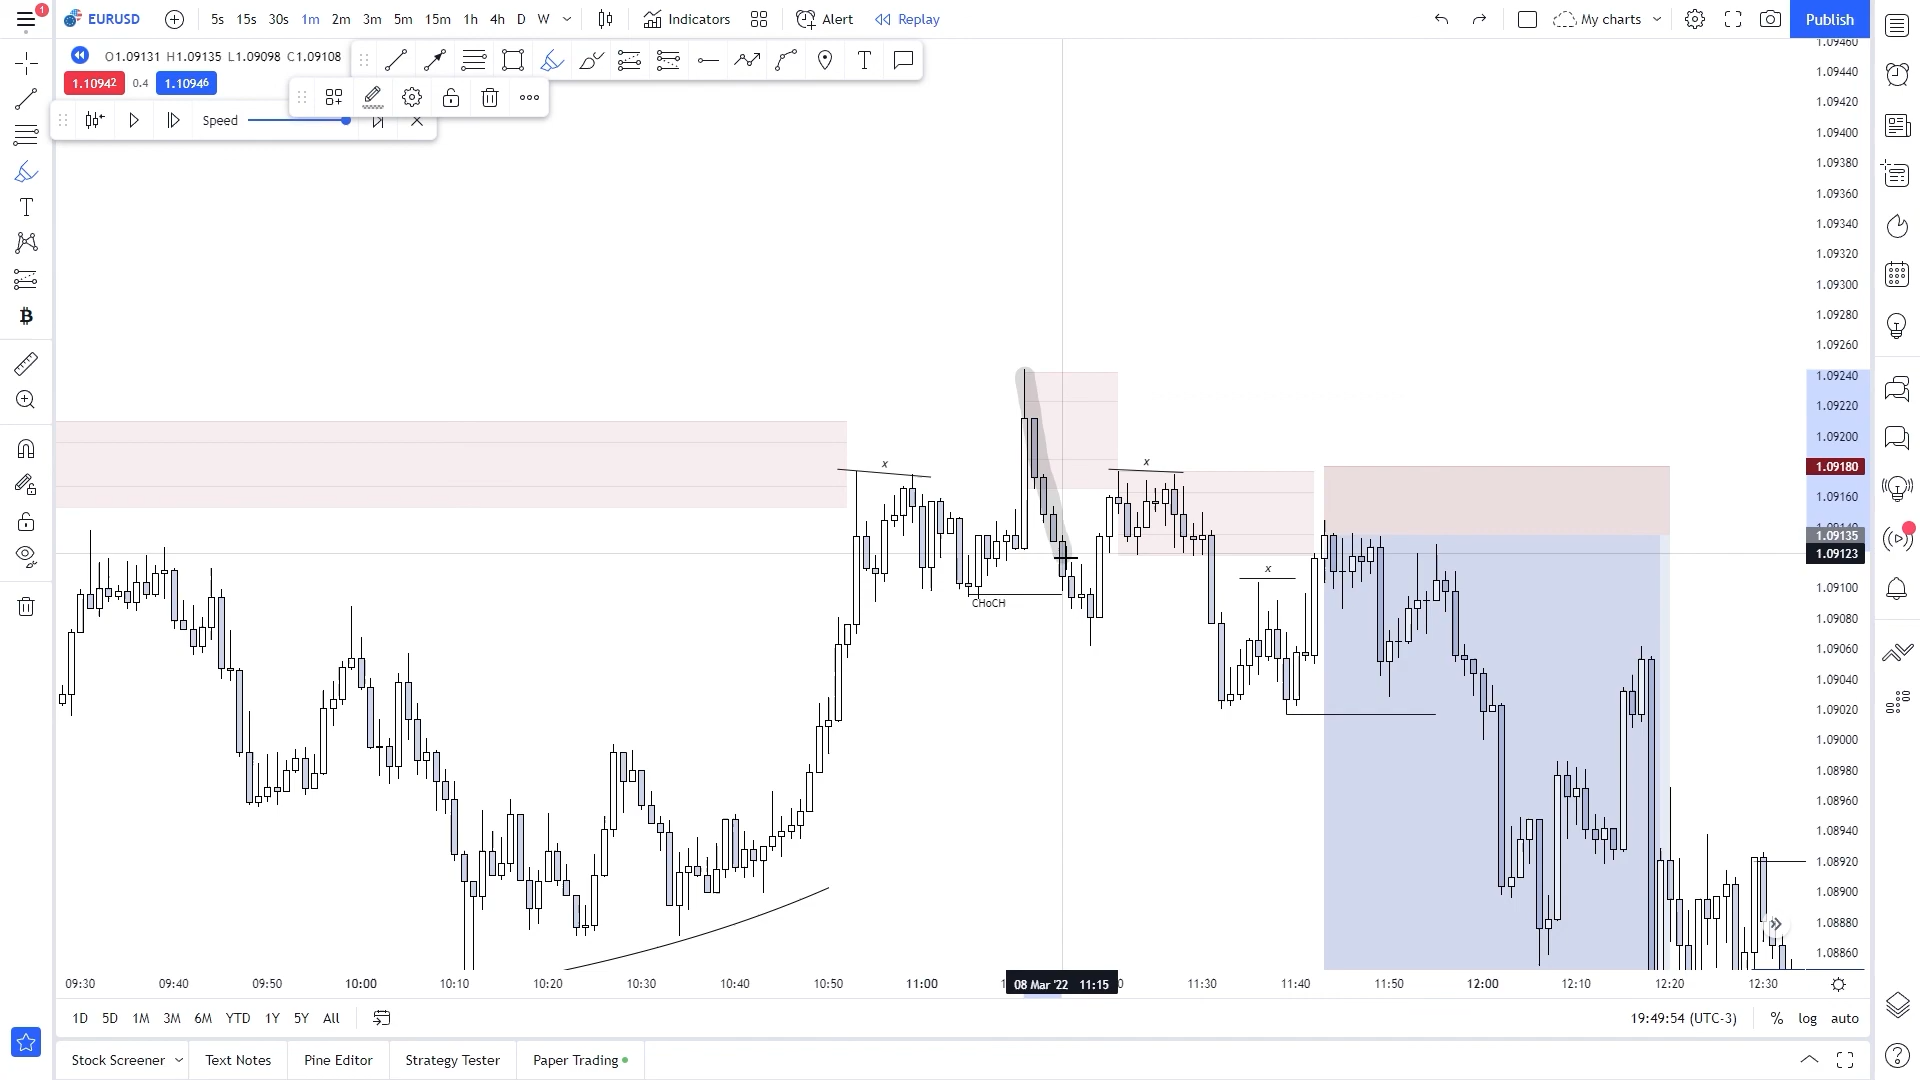 1
EURUSD
5s 15s 30s 1m 2m 3m 5m 15m 1h 4h D W
Indicators
Alert
Replay
My charts
Publish
O1.09131 H1.09135 L1.09098 C1.09108
1.09942
0.4
1.09946
T
Speed
T
1.09460
1.09440
1.09420
1.09400
1.09380
1.09360
1.09340
1.09320
1.09300
1.09280
1.09260
1.09240
1.09220
1.09200
1.09180
1.09160
1.09140
1.09135
1.09123
1.09100
1.09080
1.09060
1.09040
1.09020
1.09000
1.08980
1.08960
1.08940
1.08920
1.08900
1.08880
1.08860
x
x
x
CHoCH
09:30 09:40 09:50 10:00 10:10 10:20 10:30 10:40 10:50 11:00 08 Mar '22 11:15 11:30 11:40 11:50 12:00 12:10 12:20 12:30
1D 5D 1M 3M 6M YTD 1Y 5Y All
19:49:54 (UTC-3) % log auto
Stock Screener Text Notes Pine Editor Strategy Tester Paper Trading